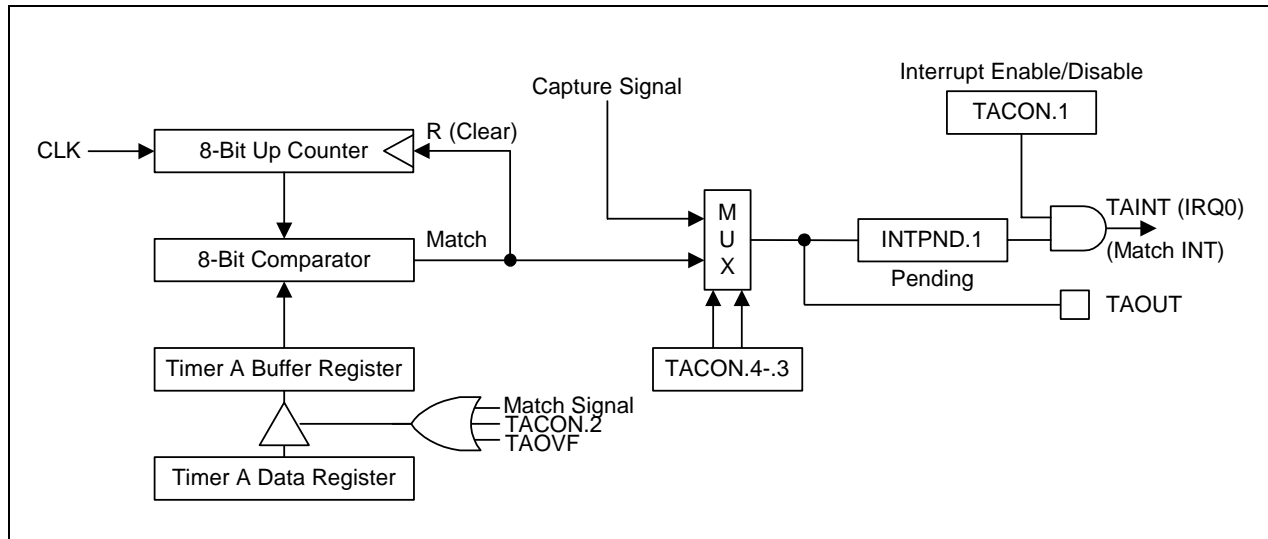 Interrupt Enable/Disable
Capture Signal
TACON.1
R (Clear)
CLK
8-Bit Up Counter
M
U
X
TAINT (IRQ0)
Match
INTPND.1
(Match INT)
8-Bit Comparator
Pending
TAOUT
Timer A Buffer Register
TACON.4-.3
Match Signal
TACON.2
TAOVF
Timer A Data Register